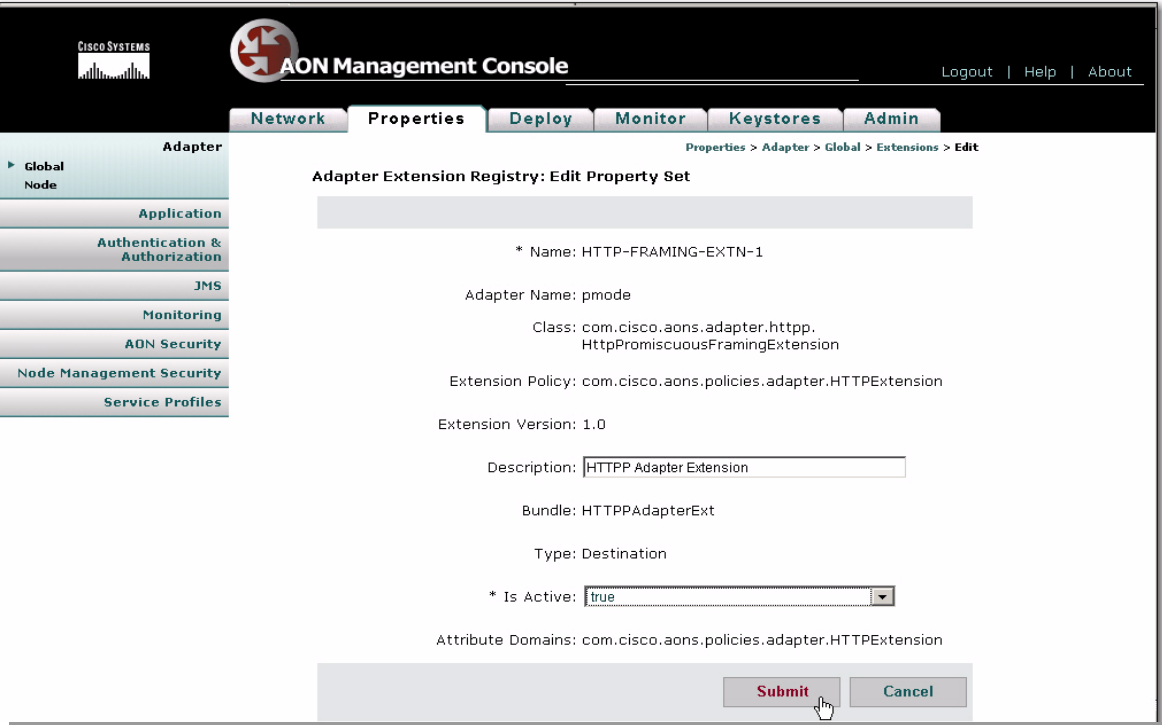 CISCO SYSTEMS
AON Management Console
Logout | Help | About
Network Properties Deploy Monitor Keystores Admin
Adapter
Global
Node
Application
Authentication &
Authorization
JMS
Monitoring
AON Security
Node Management Security
Service Profiles
Properties > Adapter > Global > Extensions > Edit
Adapter Extension Registry: Edit Property Set
* Name: HTTP-FRAMING-EXTN-1
Adapter Name: pmode
Class: com.cisco.aons.adapter.httpp.
HttpPromiscuousFramingExtension
Extension Policy: com.cisco.aons.policies.adapter.HTTPExtension
Extension Version: 1.0
Description: HTTPP Adapter Extension
Bundle: HTTPPAdapterExt
Type: Destination
* Is Active: true
Attribute Domains: com.cisco.aons.policies.adapter.HTTPExtension
Submit Cancel